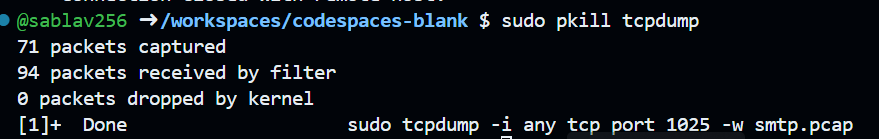 @sablav256 ➜/workspaces/codespaces-blank $ sudo pkill tcpdump
71 packets captured
94 packets received by filter
0 packets dropped by kernel
[1]+  Done                    sudo tcpdump -i any tcp port 1025 -w smtp.pcap